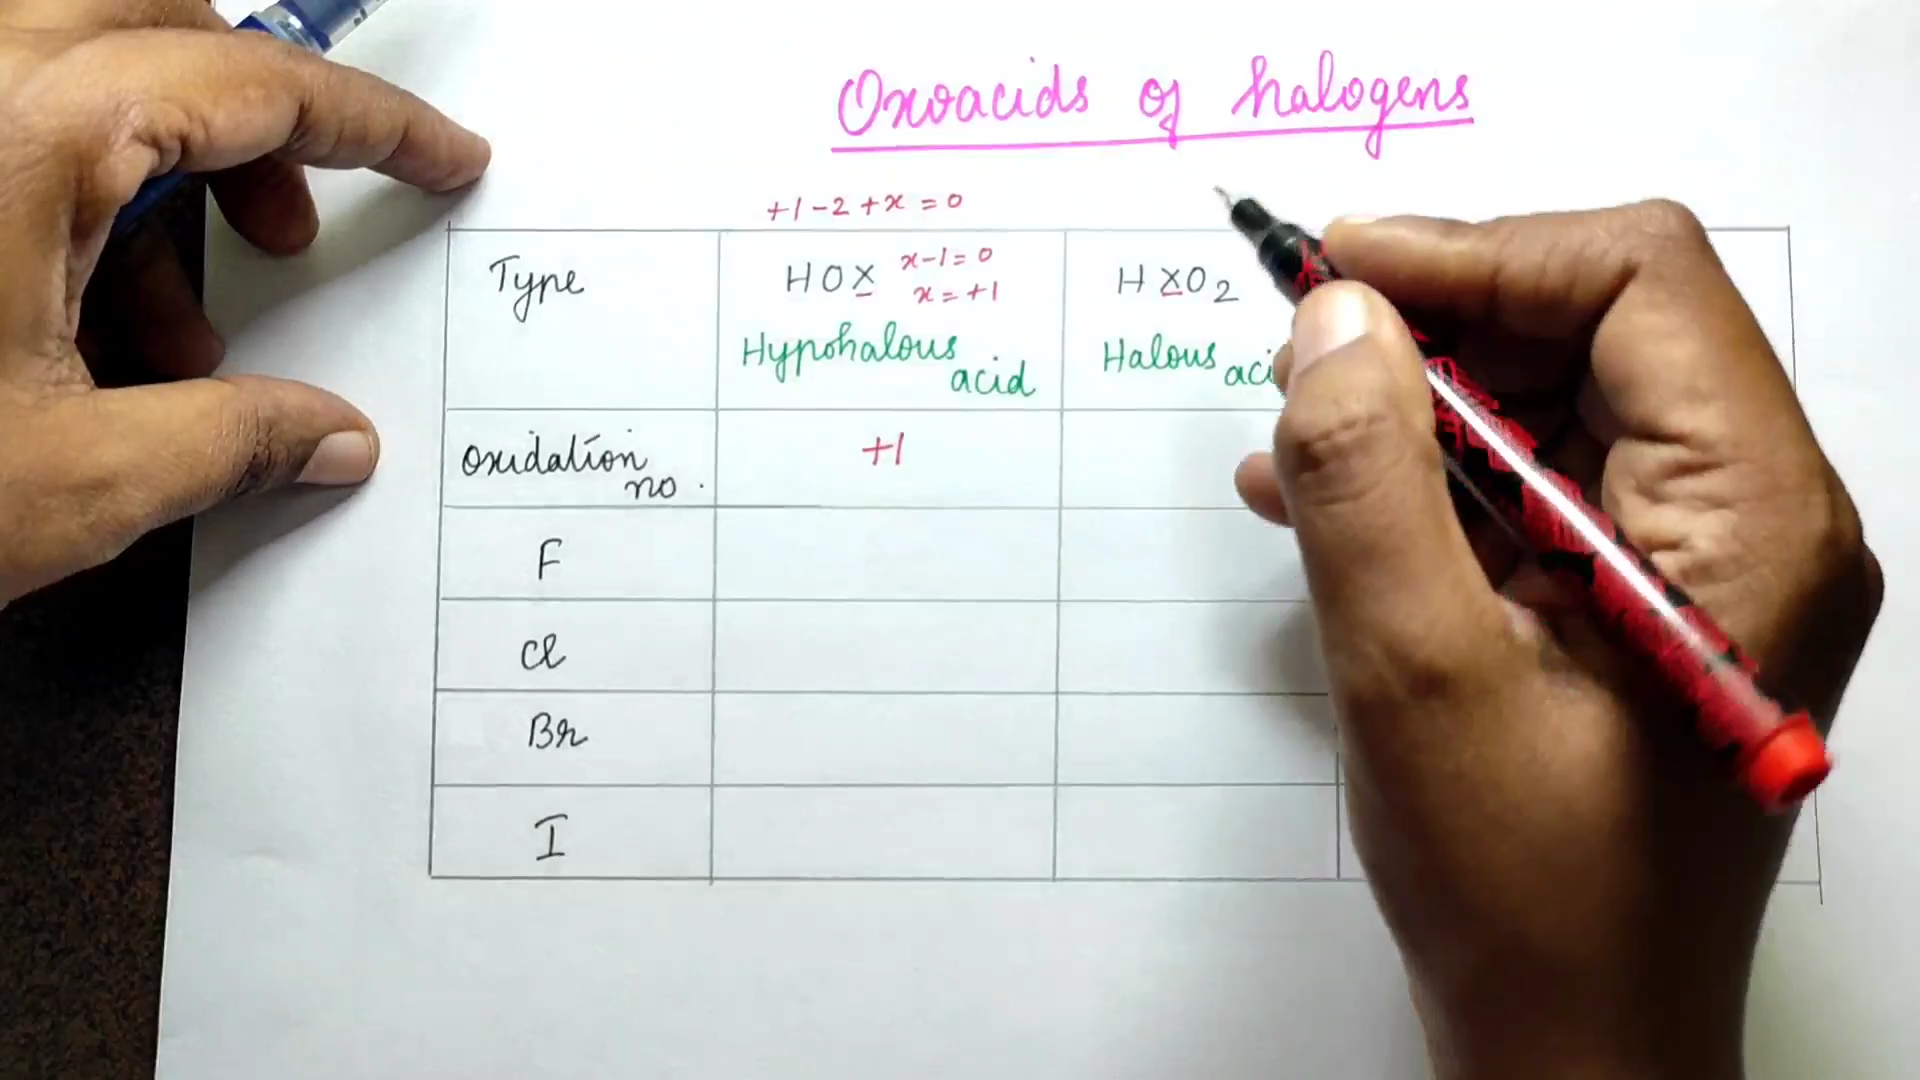 Oxoacids of halogens
+1-2+x=0
Type
HOX
x-1=0
x=+1
Hypohalous
acid
HXO2
Halous
Oxidation
no.
+1
F
Cl
Br
I